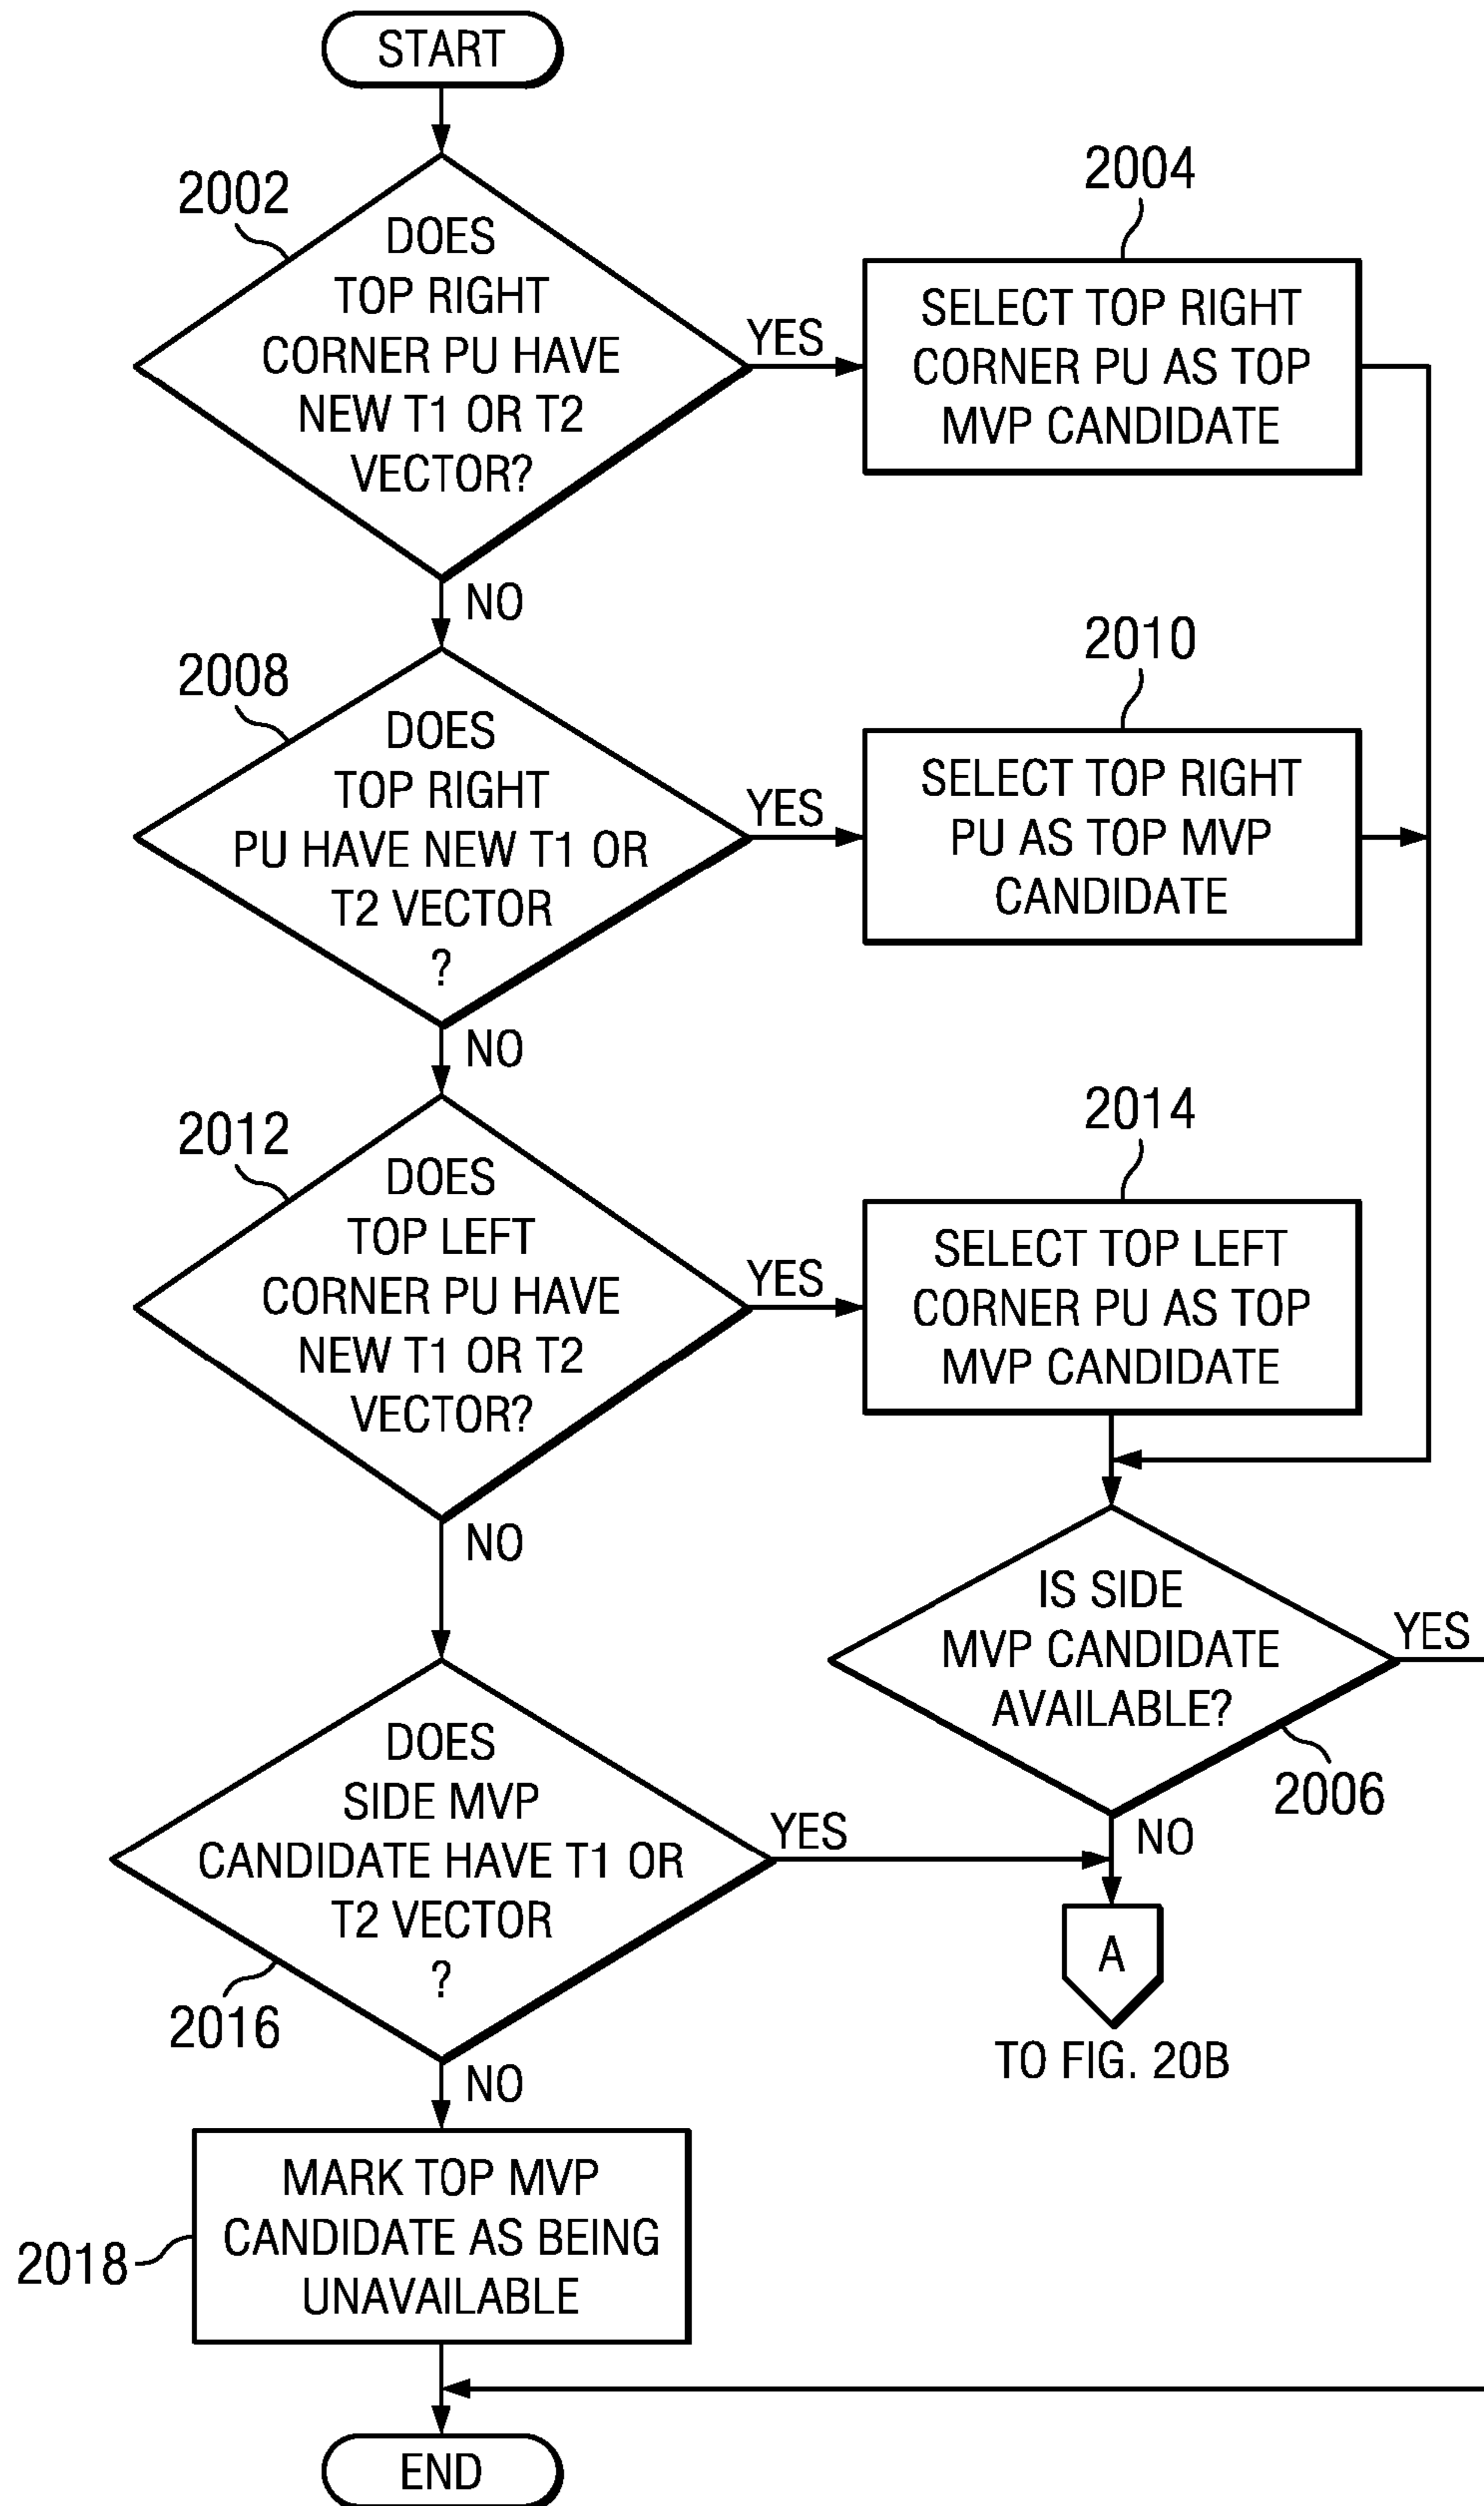 START
2002
DOES
TOP RIGHT
CORNER PU HAVE
NEW T1 OR T2
VECTOR?
YES
2004
SELECT TOP RIGHT
CORNER PU AS TOP
MVP CANDIDATE
NO
2008
DOES
TOP RIGHT
PU HAVE NEW T1 OR
T2 VECTOR
?
YES
2010
SELECT TOP RIGHT
PU AS TOP MVP
CANDIDATE
NO
2012
DOES
TOP LEFT
CORNER PU HAVE
NEW T1 OR T2
VECTOR?
YES
2014
SELECT TOP LEFT
CORNER PU AS TOP
MVP CANDIDATE
NO
IS SIDE
MVP CANDIDATE
AVAILABLE?
YES
2006
NO
DOES
SIDE MVP
CANDIDATE HAVE T1 OR
T2 VECTOR
?
YES
2016
A
TO FIG. 20B
NO
MARK TOP MVP
CANDIDATE AS BEING
UNAVAILABLE
2018
END